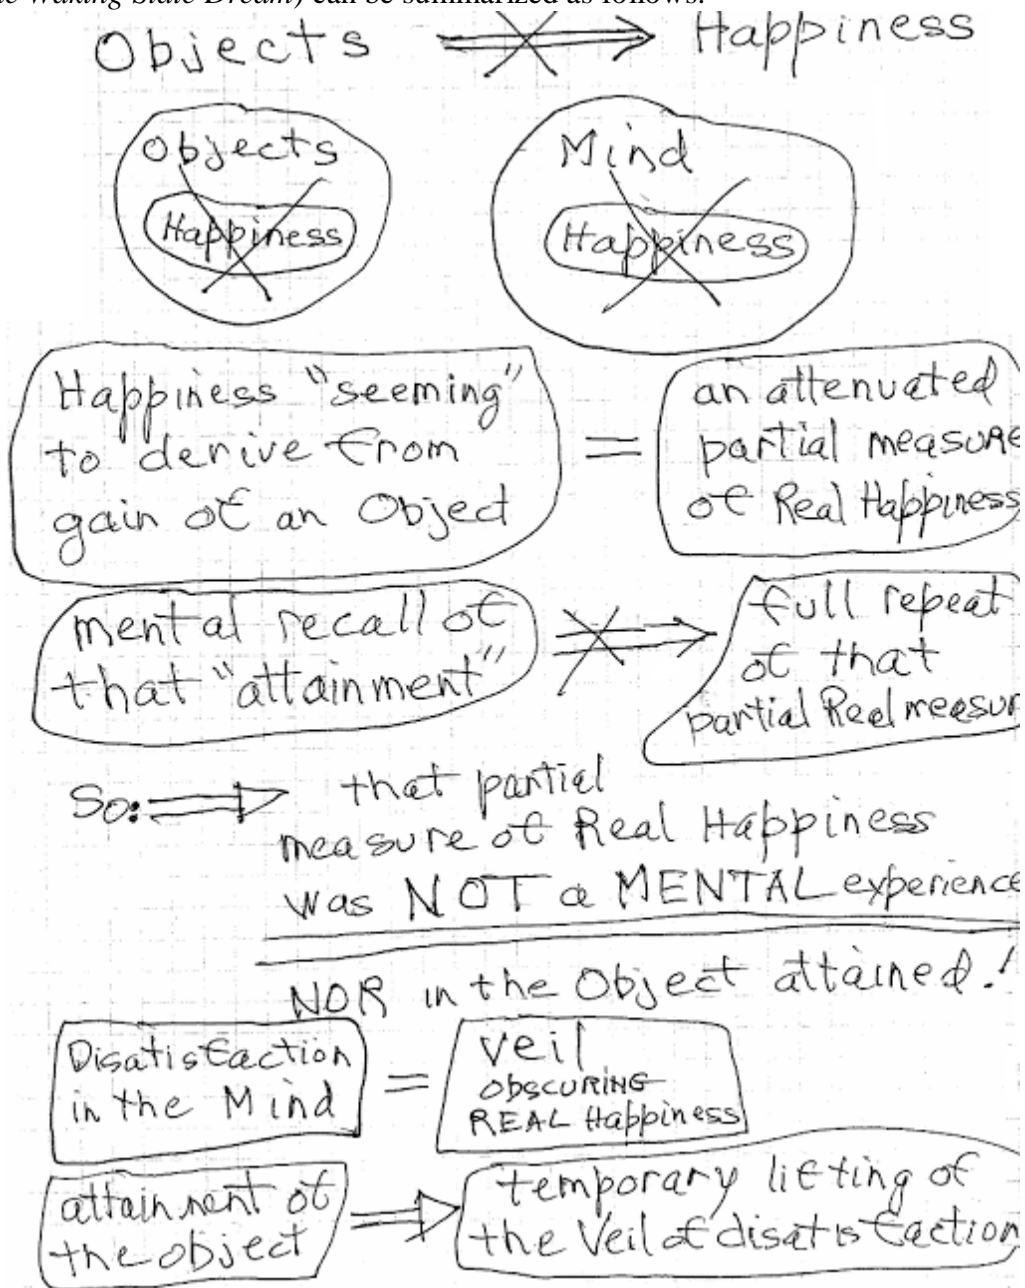 Waking State Dream) can be summarized as follows:
Objects Happiness
Objects Mind
Happiness Happiness
Happiness "seeming"
to derive from
gain of an Object
=
an attenuated
partial measure
of Real Happiness
mental recall of
that "attainment"
full repeat
of that
partial Real measur
So: that partial
measure of Real Happiness
was NOT a MENTAL experience
NOR in the Object attained!
Disatisfaction
in the Mind
=
Veil
OBSCURING
REAL Happiness
attainment of
the object
temporary lifting of
the Veil of disatisfaction